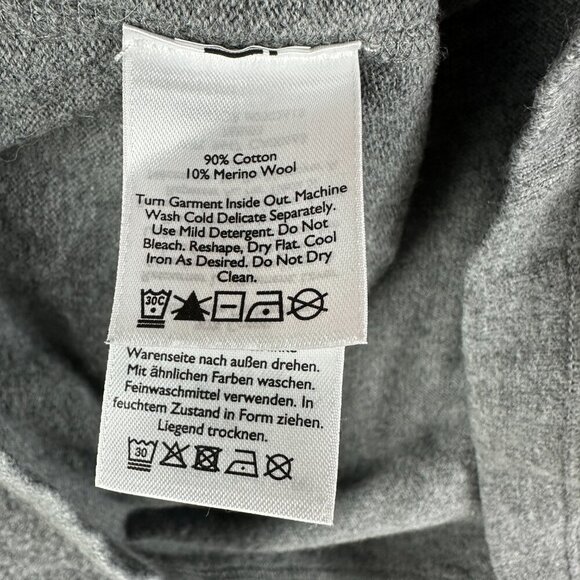 90% Cotton
10% Merino Wool
Turn Garment Inside Out. Machine
Wash Cold Delicate Separately.
Use Mild Detergent. Do Not
Bleach. Reshape, Dry Flat. Cool
Iron As Desired. Do Not Dry
Clean.
30C
Warenseite nach außen drehen.
Mit ähnlichen Farben waschen.
Feinwaschmittel verwenden. In
feuchtem Zustand in Form ziehen.
Liegend trocknen.
30